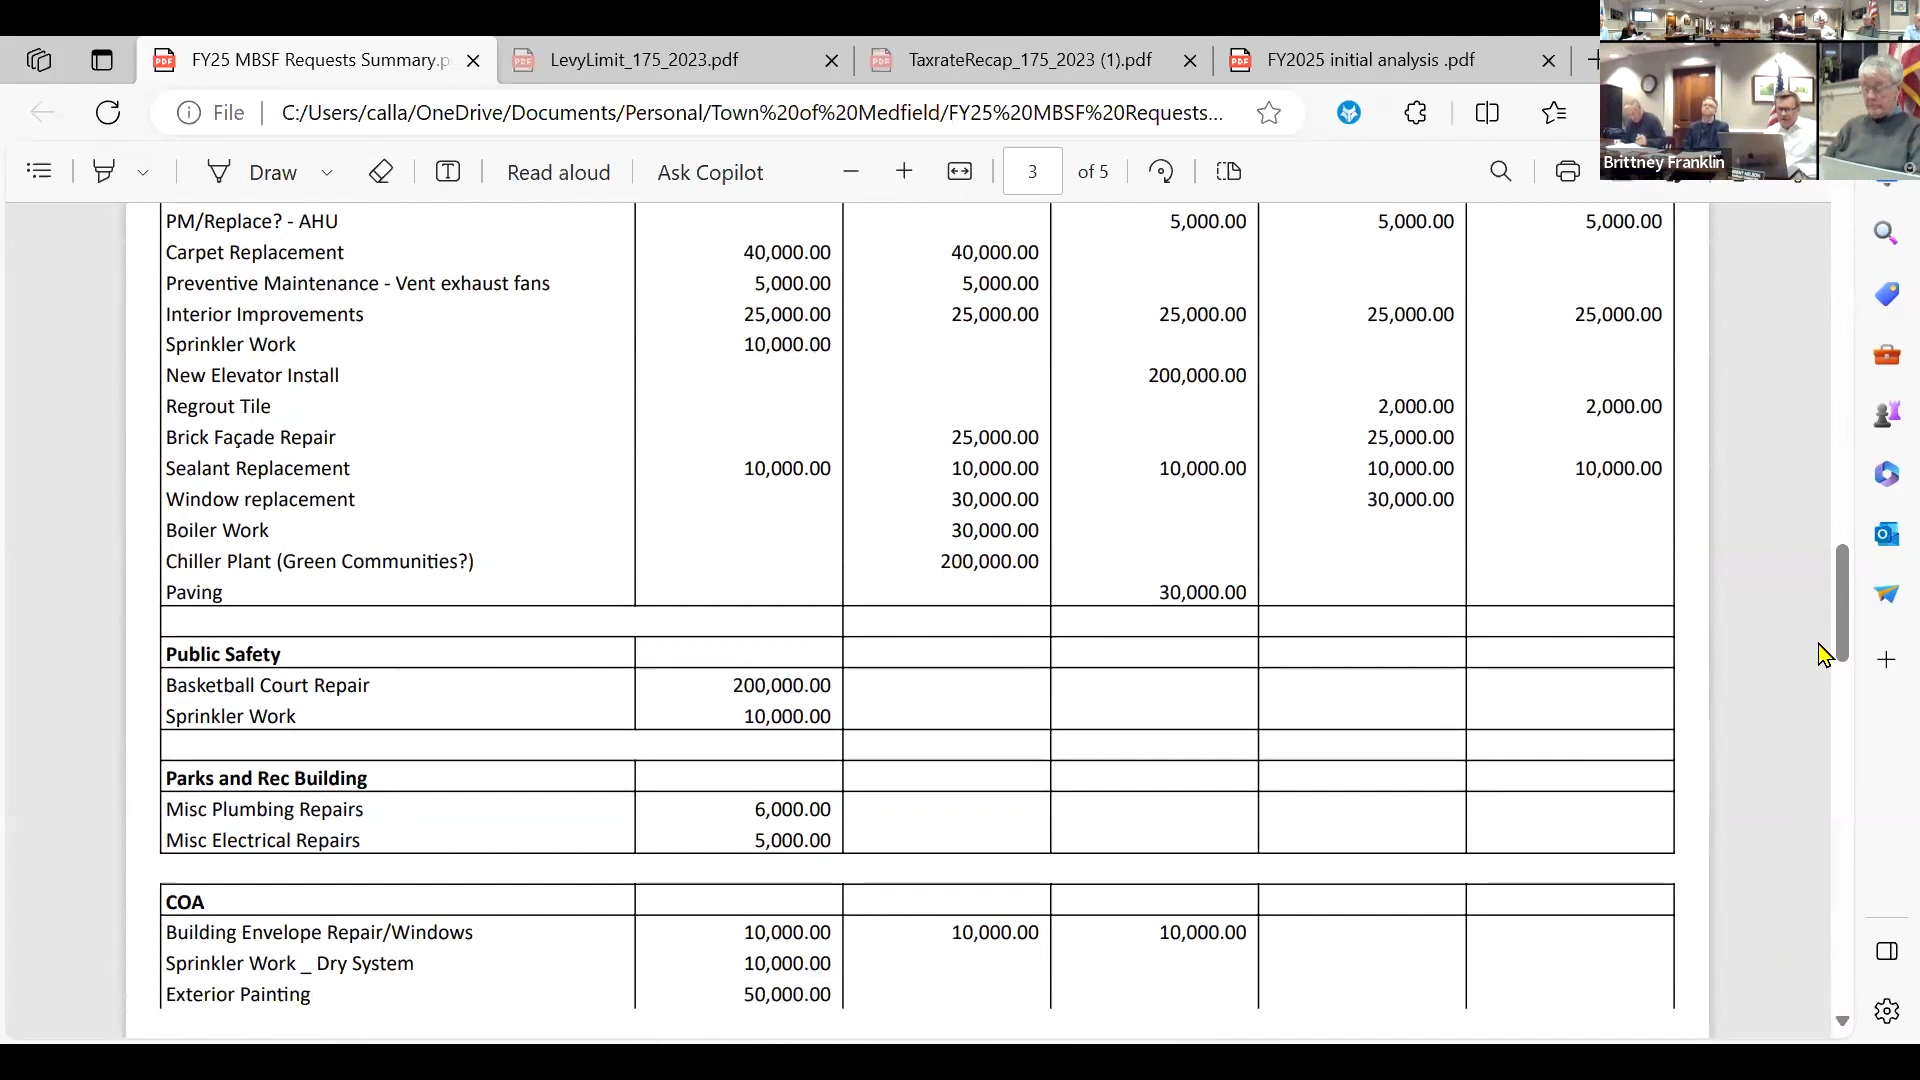 FY25 MBSF Requests Summary.p
LevyLimit_175_2023.pdf
TaxrateRecap_175_2023 (1).pdf
FY2025 initial analysis .pdf
File C:/Users/calla/OneDrive/Documents/Personal/Town%20of%20Medfield/FY25%20MBSF%20Requests...
Brittney Franklin
Draw Read aloud Ask Copilot 3 of 5
PM/Replace? - AHU 5,000.00 5,000.00 5,000.00
Carpet Replacement 40,000.00 40,000.00
Preventive Maintenance - Vent exhaust fans 5,000.00 5,000.00
Interior Improvements 25,000.00 25,000.00 25,000.00 25,000.00 25,000.00
Sprinkler Work 10,000.00
New Elevator Install 200,000.00
Regrout Tile 2,000.00 2,000.00
Brick Façade Repair 25,000.00 25,000.00
Sealant Replacement 10,000.00 10,000.00 10,000.00 10,000.00 10,000.00
Window replacement 30,000.00 30,000.00
Boiler Work 30,000.00
Chiller Plant (Green Communities?) 200,000.00
Paving 30,000.00
Public Safety
Basketball Court Repair 200,000.00
Sprinkler Work 10,000.00
Parks and Rec Building
Misc Plumbing Repairs 6,000.00
Misc Electrical Repairs 5,000.00
COA
Building Envelope Repair/Windows 10,000.00 10,000.00 10,000.00
Sprinkler Work _ Dry System 10,000.00
Exterior Painting 50,000.00